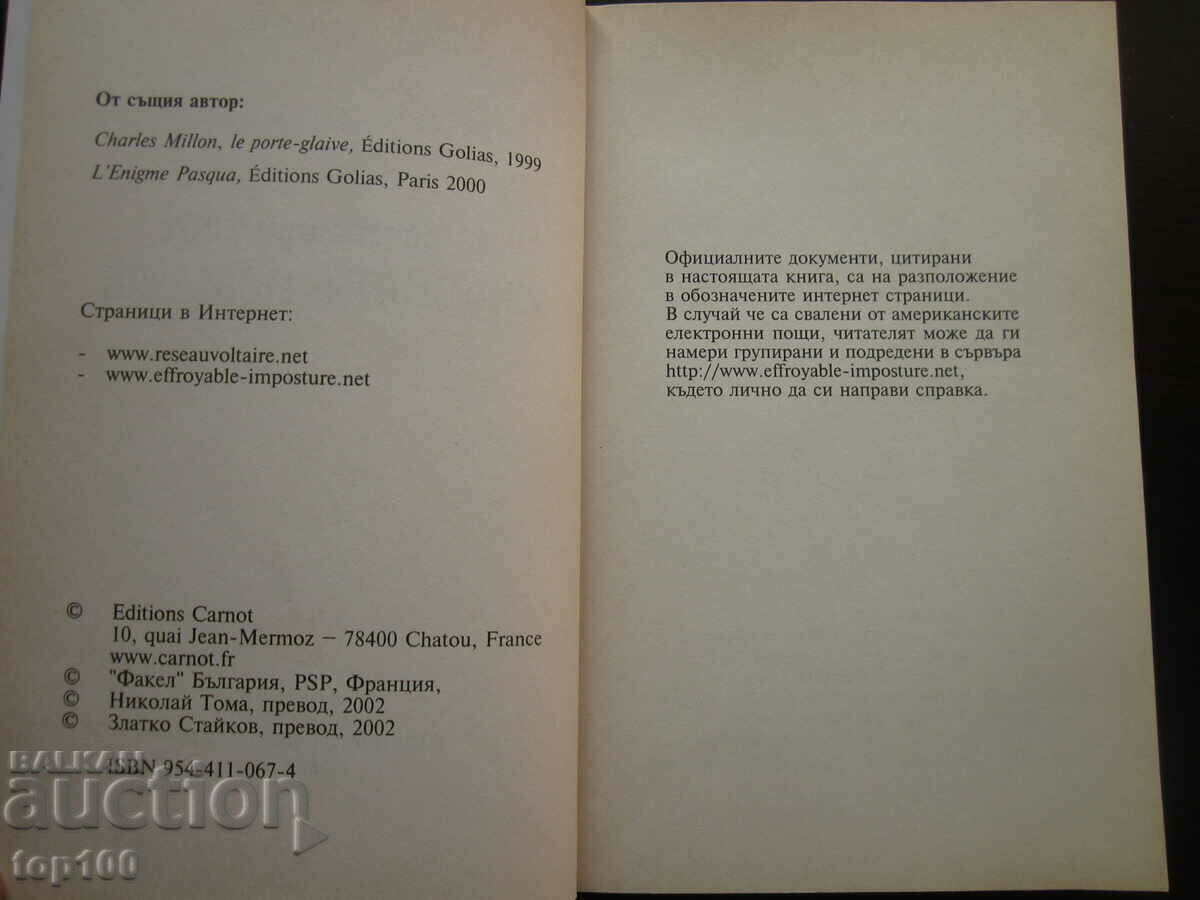 От същия автор:
Charles Millon, le porte-glaive, Éditions Golias, 1999
L'Enigme Pasqua, Éditions Golias, Paris 2000
Страници в Интернет:
- www.reseauvoltaire.net
- www.effroyable-imposture.net
© Editions Carnot
10, quai Jean-Mermoz – 78400 Chatou, France
www.carnot.fr
© "Факел" България, PSP, Франция,
© Николай Тома, превод, 2002
© Златко Стайков, превод, 2002
ISBN 954-411-067-4
Официалните документи, цитирани
в настоящата книга, са на разположение
в обозначените интернет страници.
В случай че са свалени от американските
електронни пощи, читателят може да ги
намери групирани и подредени в сървъра
http://www.effroyable-imposture.net,
където лично да си направи справка.
BALKAN
auction
top100